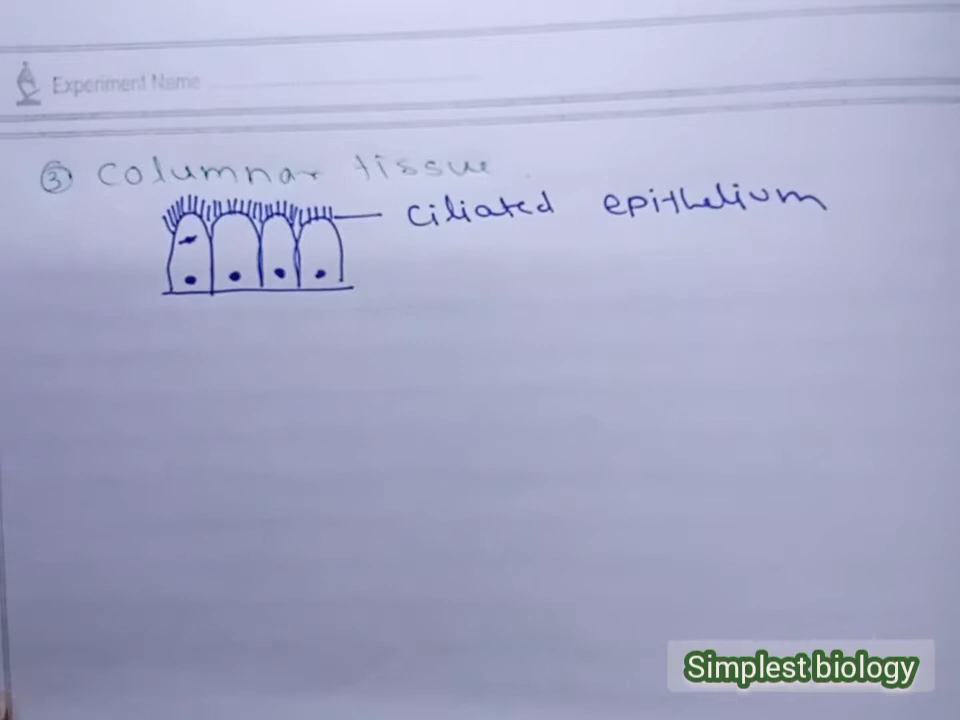 Experiment Name
③ columnar tissue
ciliated epithelium
Simplest biology